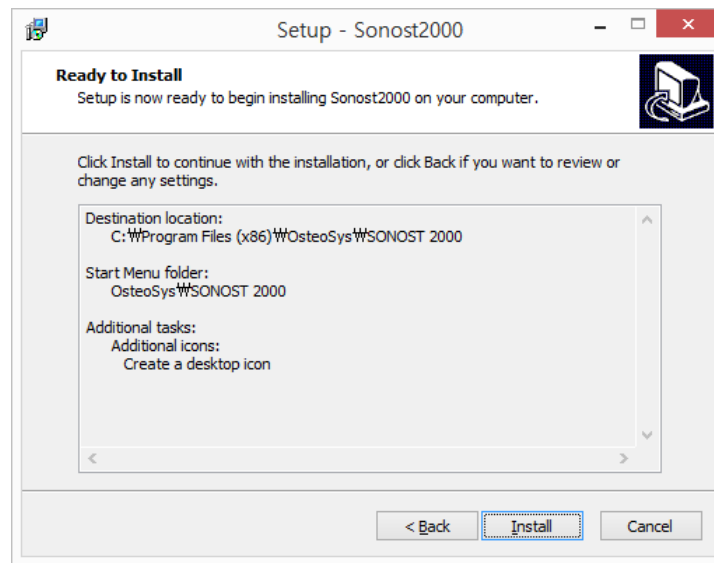 Setup - Sonost2000
Ready to Install
Setup is now ready to begin installing Sonost2000 on your computer.
Click Install to continue with the installation, or click Back if you want to review or
change any settings.
Destination location:
C:₩Program Files (x86)₩OsteoSys₩SONOST 2000
Start Menu folder:
OsteoSys₩SONOST 2000
Additional tasks:
Additional icons:
Create a desktop icon
< Back
Install
Cancel